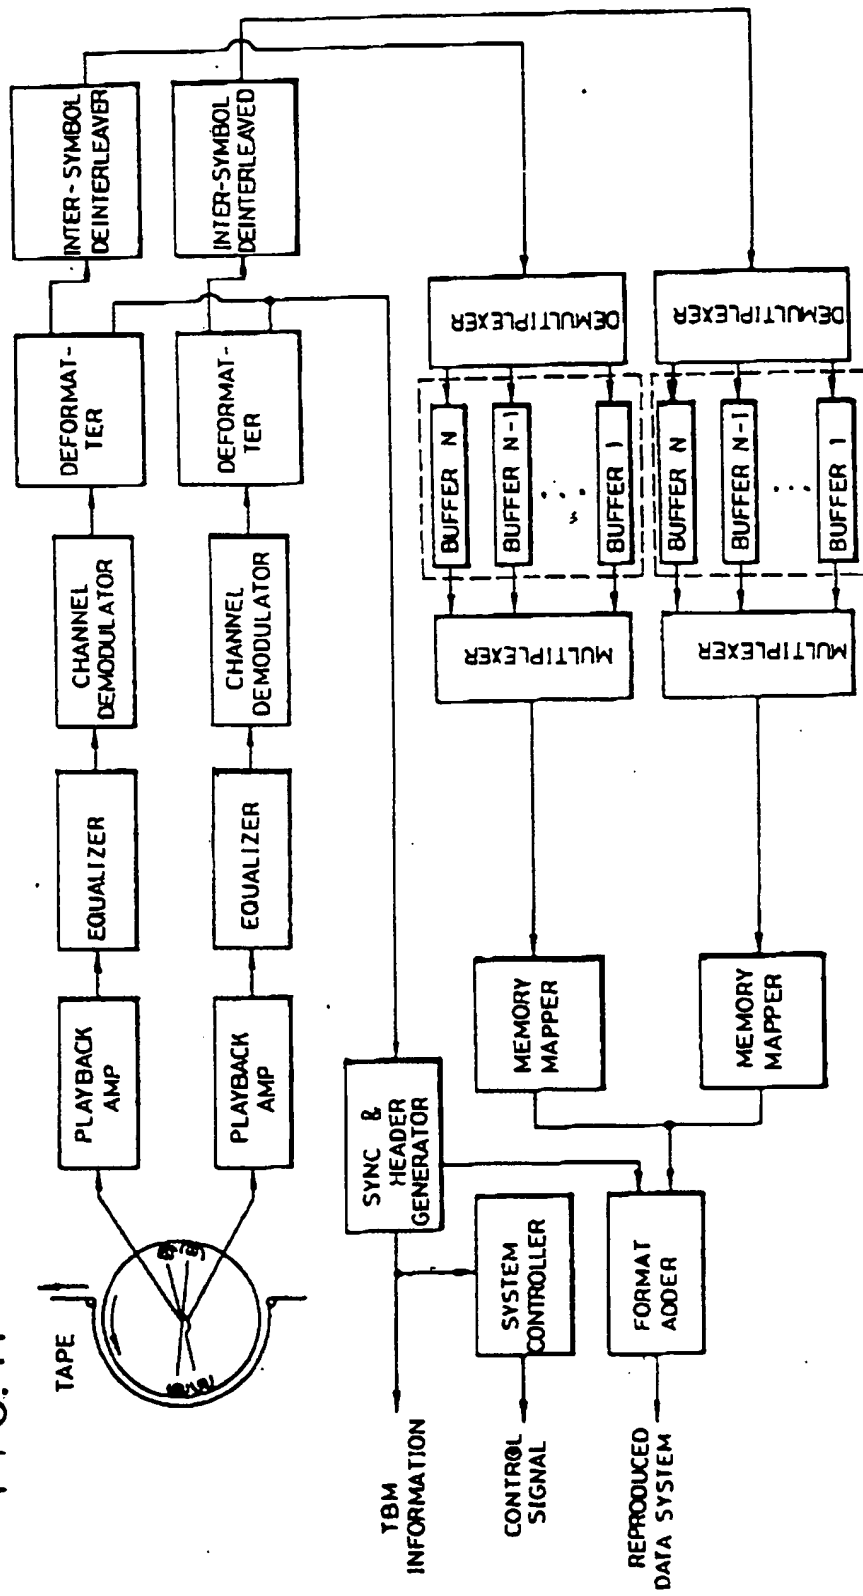 TAPE
PLAYBACK
AMP
EQUALIZER
CHANNEL
DEMODULATOR
DEFORMAT-
TER
INTER-SYMBOL
DEINTERLEAVER
PLAYBACK
AMP
EQUALIZER
CHANNEL
DEMODULATOR
DEFORMAT-
TER
INTER-SYMBOL
DEINTERLEAVED
TBM
INFORMATION
SYNC &
HEADER
GENERATOR
CONTROL
SIGNAL
SYSTEM
CONTROLLER
MEMORY
MAPPER
MULTIPLEXER
BUFFER N
BUFFER N-1
BUFFER 1
DEMULTIPLEXER
REPRODUCED
DATA SYSTEM
FORMAT
ADDER
MEMORY
MAPPER
MULTIPLEXER
BUFFER N
BUFFER N-1
BUFFER 1
DEMULTIPLEXER